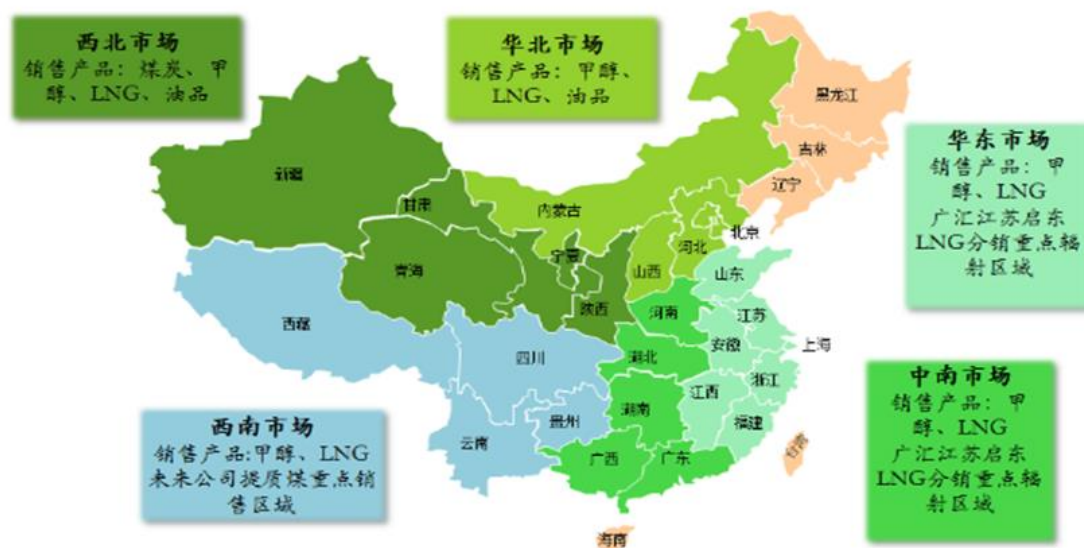 西北市场
销售产品：煤炭、甲
醇、LNG、油品
华北市场
销售产品：甲醇、
LNG、油品
华东市场
销售产品：甲
醇、LNG
广汇江苏启东
LNG分销重点辐
射区域
中南市场
销售产品：甲
醇、LNG
广汇江苏启东
LNG分销重点辐
射区域
西南市场
销售产品:甲醇、LNG
未来公司提质煤重点销
售区域
黑龙江
吉林
辽宁
新疆
甘肃
内蒙古
北京
河北
宁夏
山西
青海
山东
陕西
河南
西藏
江苏
安徽
上海
四川
湖北
浙江
江西
湖南
贵州
福建
云南
广西
广东
台湾
海南